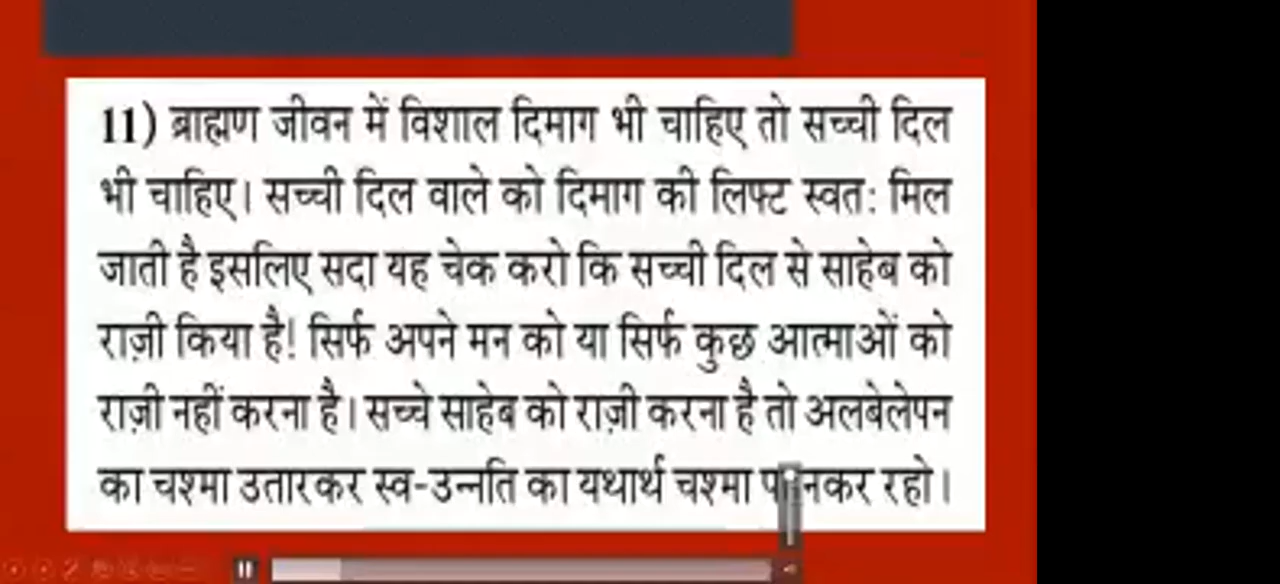 11) ब्राह्मण जीवन में विशाल दिमाग भी चाहिए तो सच्ची दिल
भी चाहिए। सच्ची दिल वाले को दिमाग की लिफ्ट स्वत: मिल
जाती है इसलिए सदा यह चेक करो कि सच्ची दिल से साहेब को
राज़ी किया है! सिर्फ अपने मन को या सिर्फ कुछ आत्माओं को
राज़ी नहीं करना है। सच्चे साहेब को राज़ी करना है तो अलबेलेपन
का चश्मा उतारकर स्व-उन्नति का यथार्थ चश्मा रहो।